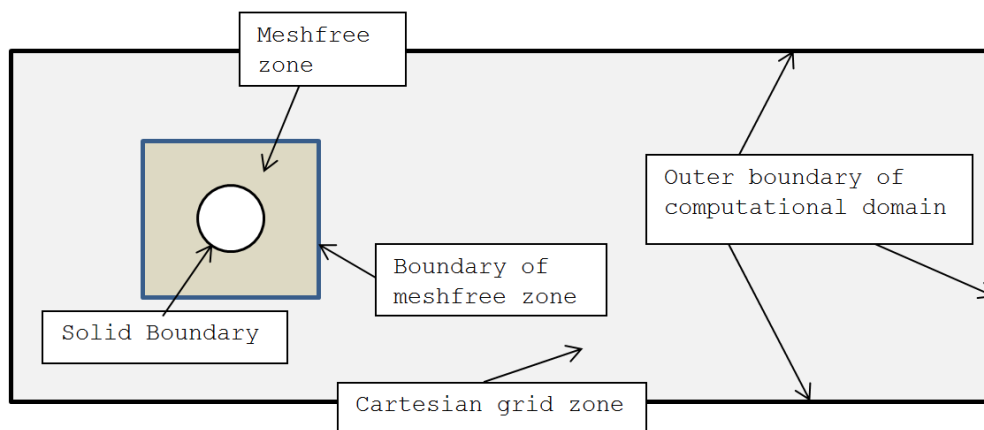 Meshfree
zone
Outer boundary of
computational domain
Boundary of
meshfree zone
Solid Boundary
Cartesian grid zone